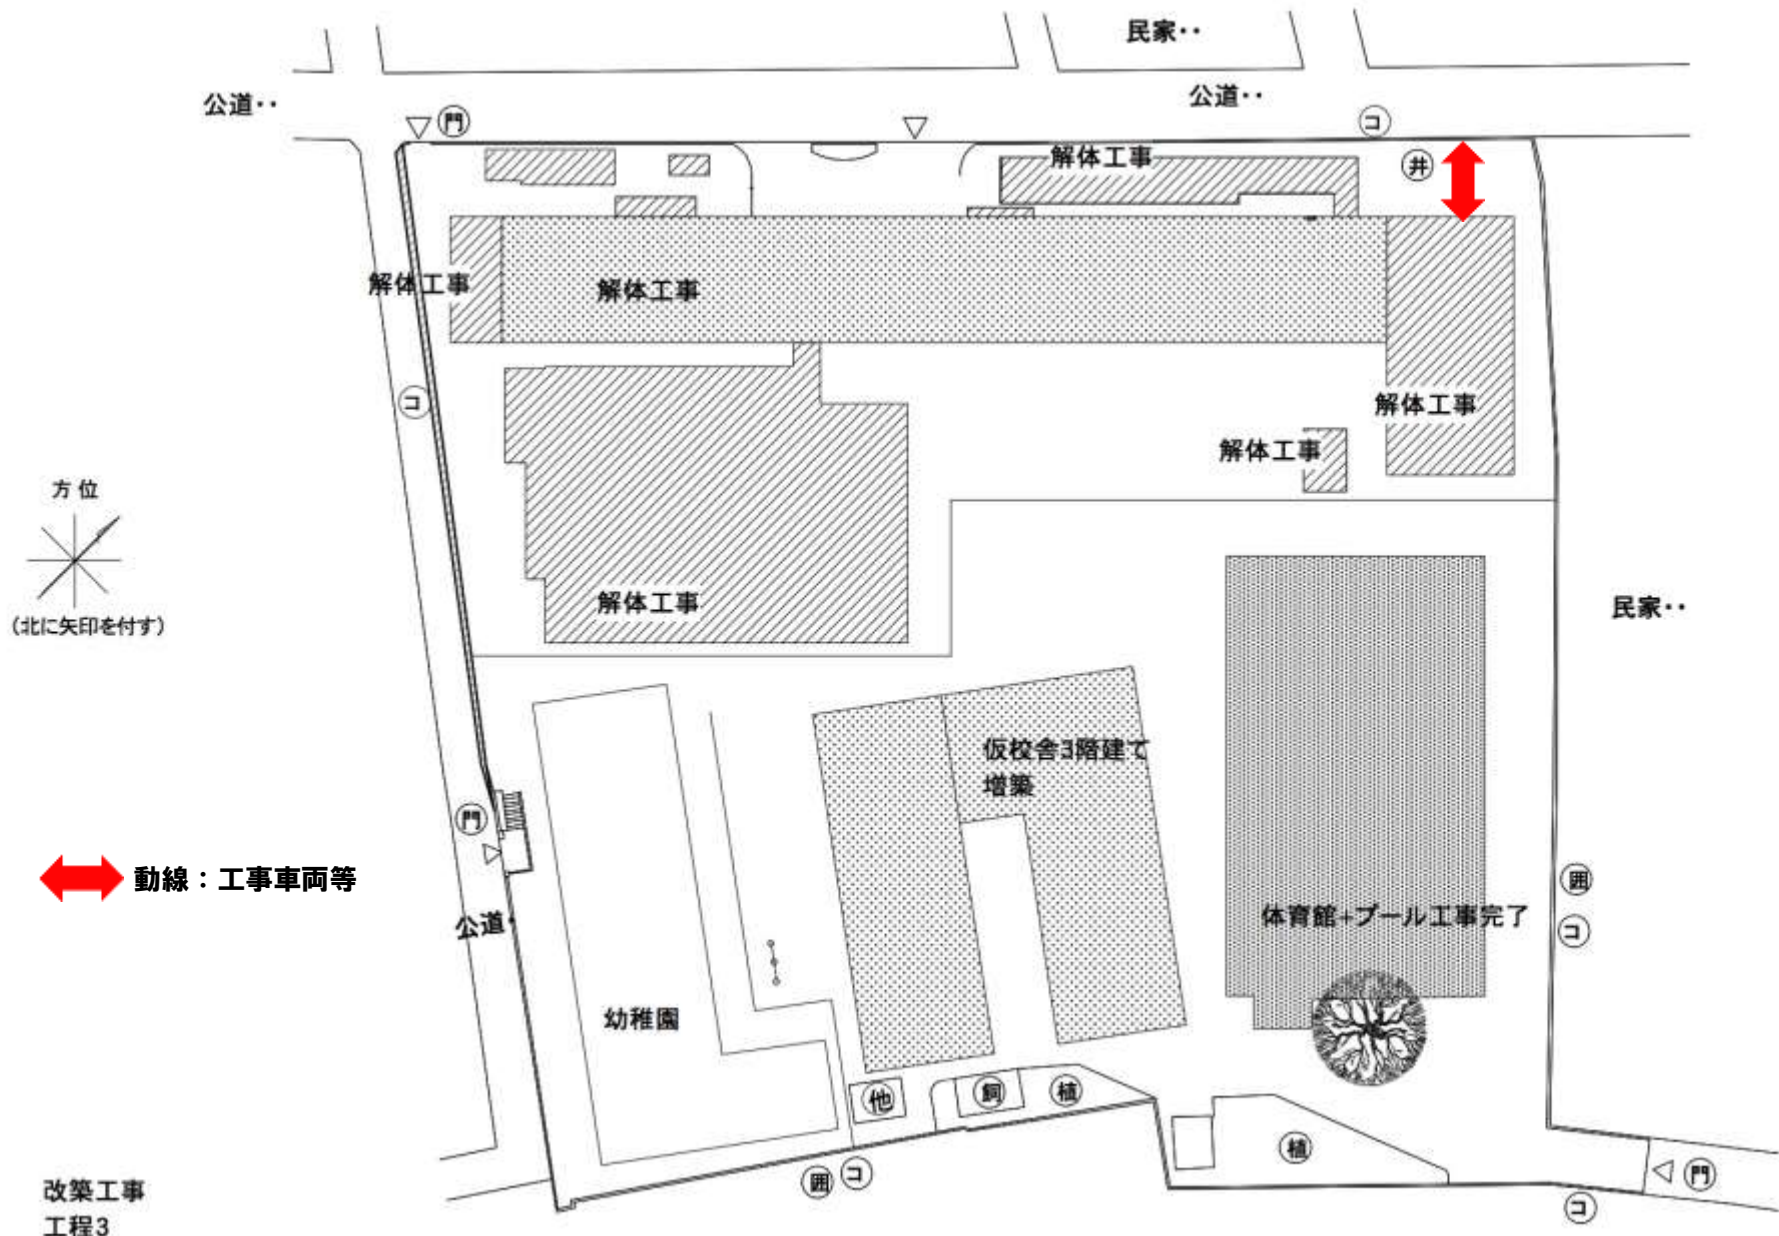 民家‥
公道‥
公道‥
門
コ
解体工事
井
解体工事
解体工事
コ
解体工事
解体工事
方位
(北に矢印を付す)
解体工事
民家‥
仮校舎3階建て
増築
門
動線：工事車両等
囲
公道‥
体育館+プール工事完了
コ
幼稚園
他
飼
植
植
囲
コ
門
コ
改築工事
工程3